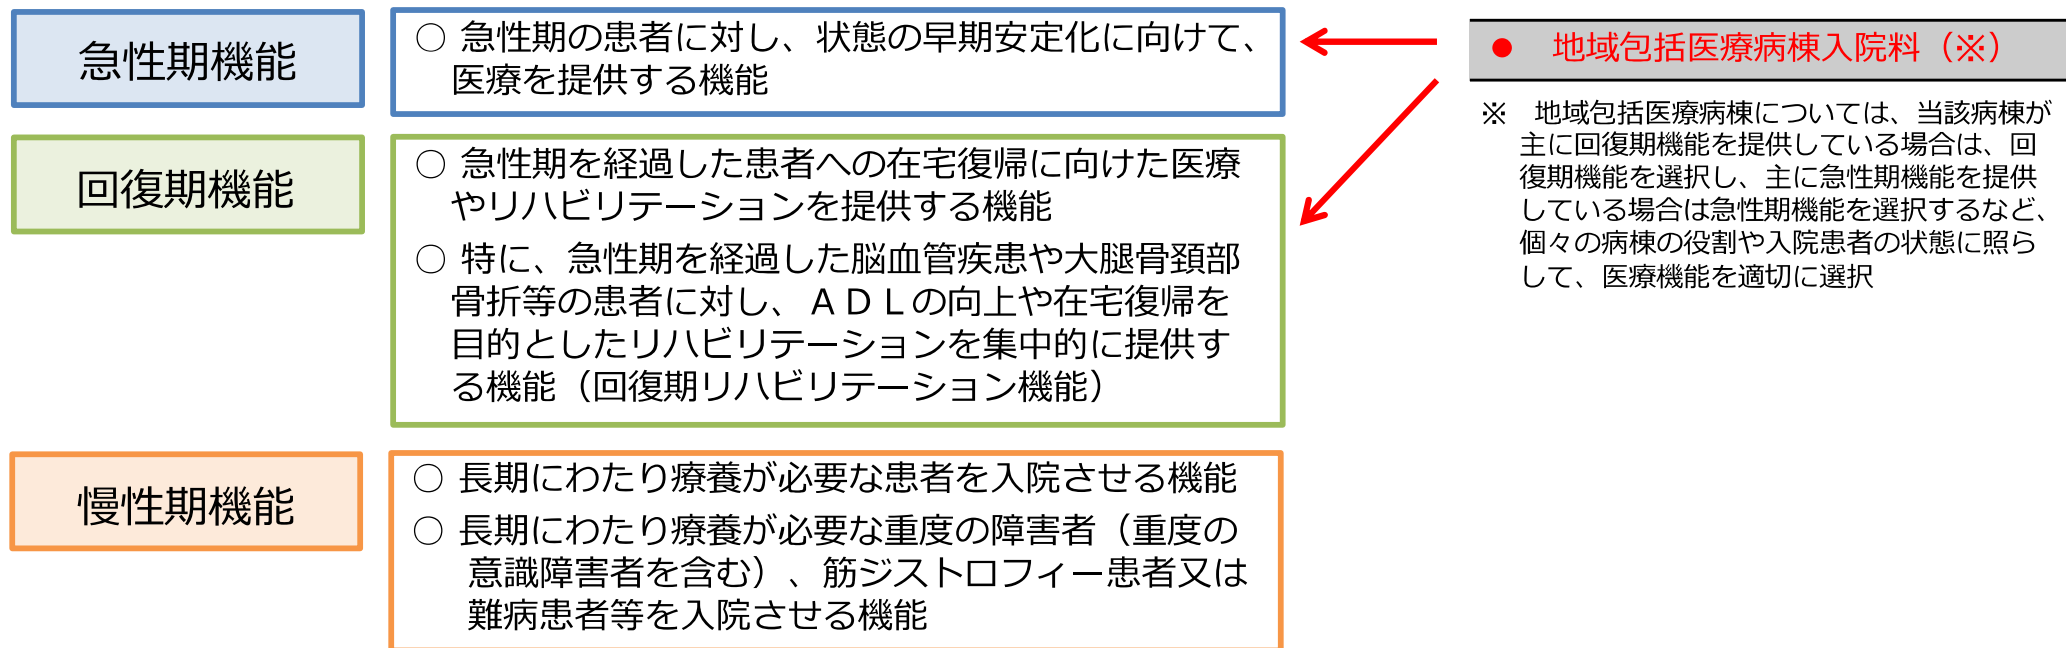 急性期機能
○ 急性期の患者に対し、状態の早期安定化に向けて、
医療を提供する機能
回復期機能
○ 急性期を経過した患者への在宅復帰に向けた医療
やリハビリテーションを提供する機能
○ 特に、急性期を経過した脳血管疾患や大腿骨頚部
骨折等の患者に対し、ＡＤＬの向上や在宅復帰を
目的としたリハビリテーションを集中的に提供す
る機能（回復期リハビリテーション機能）
慢性期機能
○ 長期にわたり療養が必要な患者を入院させる機能
○ 長期にわたり療養が必要な重度の障害者（重度の
意識障害者を含む）、筋ジストロフィー患者又は
難病患者等を入院させる機能
● 地域包括医療病棟入院料（※）
※ 地域包括医療病棟については、当該病棟が
主に回復期機能を提供している場合は、回
復期機能を選択し、主に急性期機能を提供
している場合は急性期機能を選択するなど、
個々の病棟の役割や入院患者の状態に照ら
して、医療機能を適切に選択